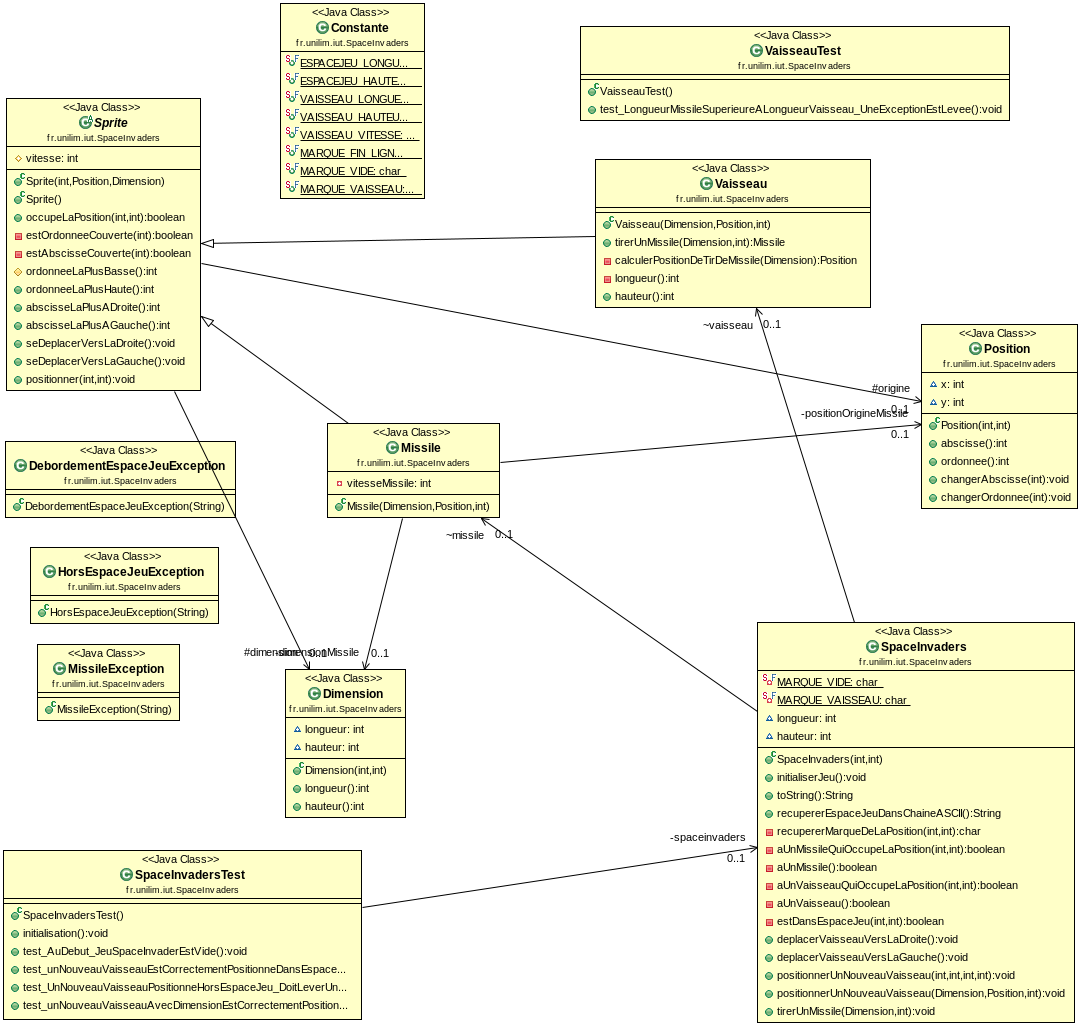 <<Java Class>>
Constante
fr.unilim.iut.SpaceInvaders
ESPACEJEU_LONGU...
ESPACEJEU_HAUTE...
VAISSEAU_LONGUE...
VAISSEAU_HAUTEU...
VAISSEAU_VITESSE: ...
MARQUE_FIN_LIGN...
MARQUE_VIDE: char
MARQUE_VAISSEAU:...
<<Java Class>>
VaisseauTest
fr.unilim.iut.SpaceInvaders
VaisseauTest()
test_LongueurMissileSuperieureALongueurVaisseau_UneExceptionEstLevee():void
<<Java Class>>
Sprite
fr.unilim.iut.SpaceInvaders
vitesse: int
Sprite(int,Position,Dimension)
Sprite()
occupeLaPosition(int,int):boolean
estOrdonneeCouverte(int):boolean
estAbscisseCouverte(int):boolean
ordonneeLaPlusBasse():int
ordonneeLaPlusHaute():int
abscisseLaPlusADroite():int
abscisseLaPlusAGauche():int
seDeplacerVersLaDroite():void
seDeplacerVersLaGauche():void
positionner(int,int):void
<<Java Class>>
Vaisseau
fr.unilim.iut.SpaceInvaders
Vaisseau(Dimension,Position,int)
tirerUnMissile(Dimension,int):Missile
calculerPositionDeTirDeMissile(Dimension):Position
longueur():int
hauteur():int
~vaisseau
0..1
<<Java Class>>
Position
fr.unilim.iut.SpaceInvaders
x: int
y: int
Position(int,int)
abscisse():int
ordonnee():int
changerAbscisse(int):void
changerOrdonnee(int):void
#origine
0..1
-positionOrigineMissile
0..1
<<Java Class>>
Missile
fr.unilim.iut.SpaceInvaders
vitesseMissile: int
Missile(Dimension,Position,int)
~missile
0..1
<<Java Class>>
DebordementEspaceJeuException
fr.unilim.iut.SpaceInvaders
DebordementEspaceJeuException(String)
<<Java Class>>
HorsEspaceJeuException
fr.unilim.iut.SpaceInvaders
HorsEspaceJeuException(String)
<<Java Class>>
MissileException
fr.unilim.iut.SpaceInvaders
MissileException(String)
#dimension
0..1
-dimensionMissile
0..1
<<Java Class>>
Dimension
fr.unilim.iut.SpaceInvaders
longueur: int
hauteur: int
Dimension(int,int)
longueur():int
hauteur():int
<<Java Class>>
SpaceInvaders
fr.unilim.iut.SpaceInvaders
MARQUE_VIDE: char
MARQUE_VAISSEAU: char
longueur: int
hauteur: int
SpaceInvaders(int,int)
initialiserJeu():void
toString():String
recupererEspaceJeuDansChaineASCII():String
recupererMarqueDeLaPosition(int,int):char
aUnMissileQuiOccupeLaPosition(int,int):boolean
aUnMissile():boolean
aUnVaisseauQuiOccupeLaPosition(int,int):boolean
aUnVaisseau():boolean
estDansEspaceJeu(int,int):boolean
deplacerVaisseauVersLaDroite():void
deplacerVaisseauVersLaGauche():void
positionnerUnNouveauVaisseau(int,int,int,int):void
positionnerUnNouveauVaisseau(Dimension,Position,int):void
tirerUnMissile(Dimension,int):void
-spaceinvaders
0..1
<<Java Class>>
SpaceInvadersTest
fr.unilim.iut.SpaceInvaders
SpaceInvadersTest()
initialisation():void
test_AuDebut_JeuSpaceInvaderEstVide():void
test_unNouveauVaisseauEstCorrectementPositionneDansEspace...
test_UnNouveauVaisseauPositionneHorsEspaceJeu_DoitLeverUn...
test_unNouveauVaisseauAvecDimensionEstCorrectementPosition...